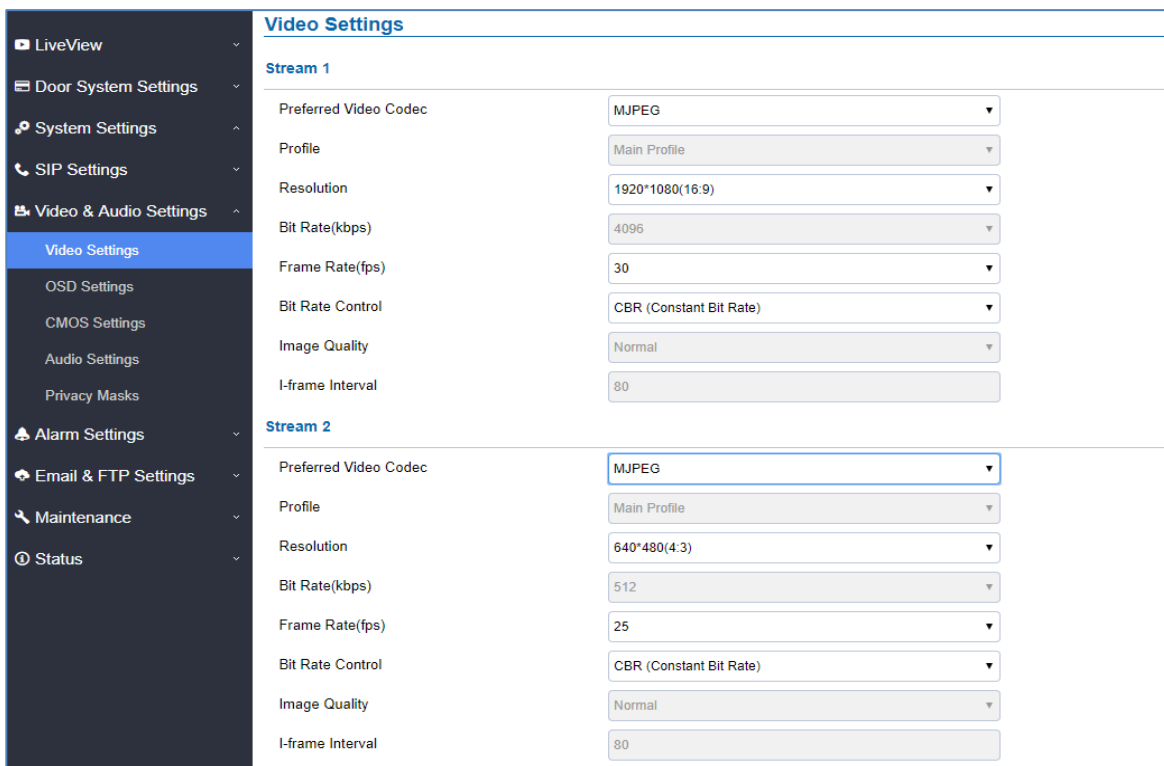 LiveView
Door System Settings
System Settings
SIP Settings
Video & Audio Settings
Video Settings
OSD Settings
CMOS Settings
Audio Settings
Privacy Masks
Alarm Settings
Email & FTP Settings
Maintenance
Status
Video Settings
Stream 1
Preferred Video Codec MJPEG
Profile Main Profile
Resolution 1920*1080(16:9)
Bit Rate(kbps) 4096
Frame Rate(fps) 30
Bit Rate Control CBR (Constant Bit Rate)
Image Quality Normal
I-frame Interval 80
Stream 2
Preferred Video Codec MJPEG
Profile Main Profile
Resolution 640*480(4:3)
Bit Rate(kbps) 512
Frame Rate(fps) 25
Bit Rate Control CBR (Constant Bit Rate)
Image Quality Normal
I-frame Interval 80